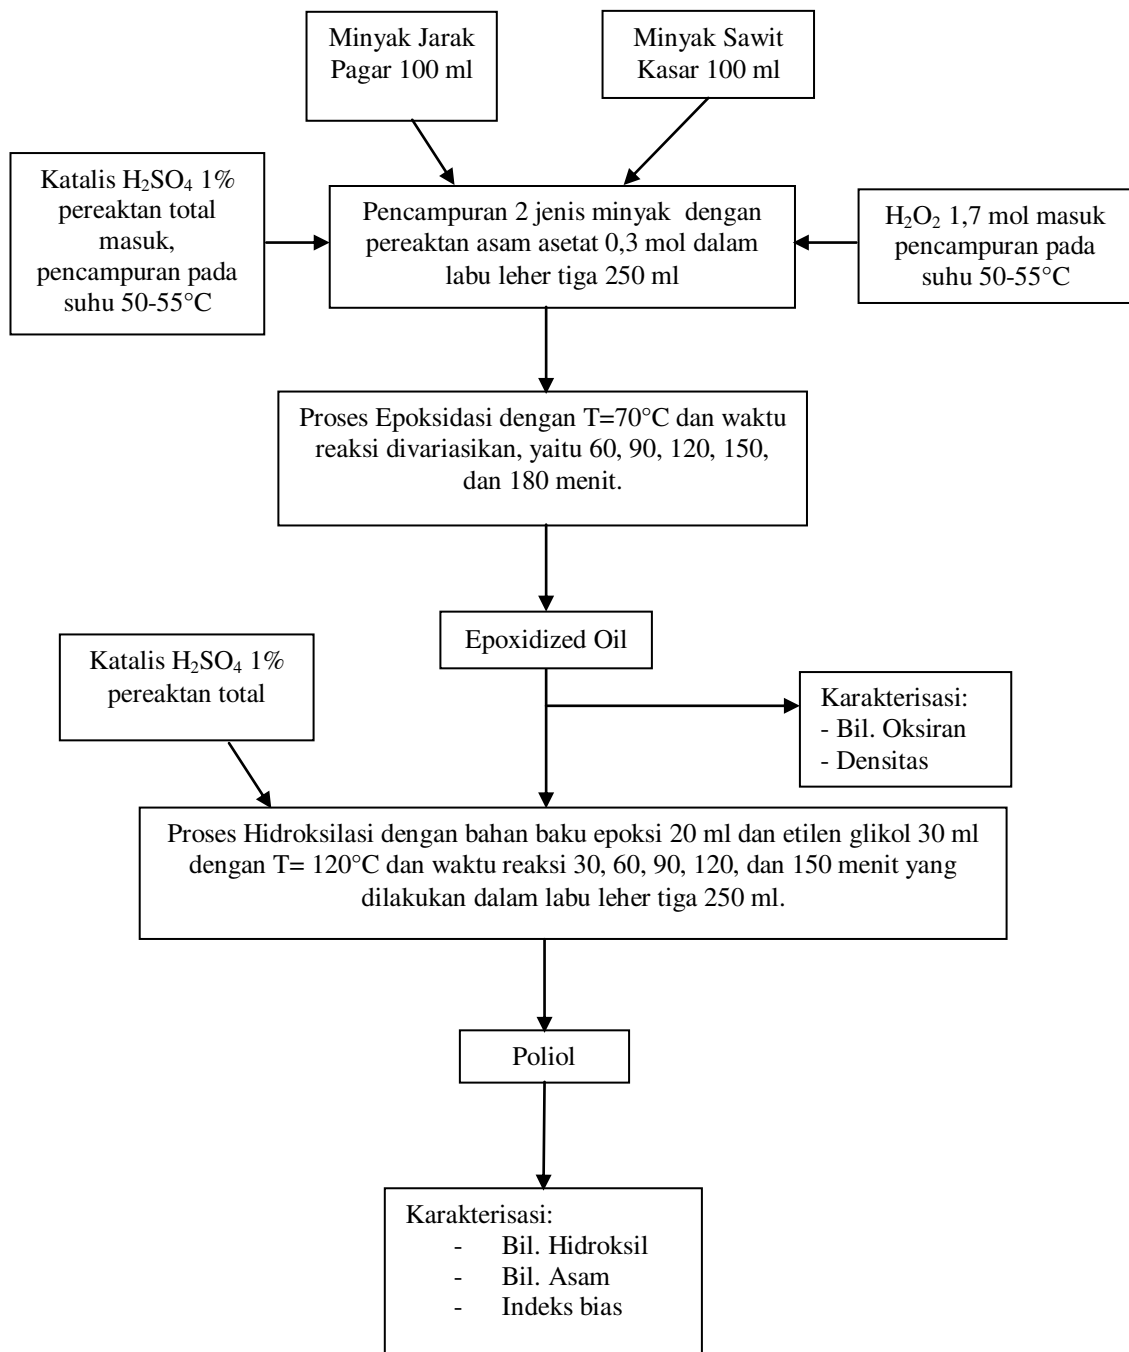 Minyak Jarak
Pagar 100 ml
Minyak Sawit
Kasar 100 ml
Katalis H₂SO₄ 1%
pereaktan total
masuk,
pencampuran pada
suhu 50-55°C
Pencampuran 2 jenis minyak dengan
pereaktan asam asetat 0,3 mol dalam
labu leher tiga 250 ml
H₂O₂ 1,7 mol masuk
pencampuran pada
suhu 50-55°C
Proses Epoksidasi dengan T=70°C dan waktu
reaksi divariasikan, yaitu 60, 90, 120, 150,
dan 180 menit.
Epoxidized Oil
Katalis H₂SO₄ 1%
pereaktan total
Karakterisasi:
- Bil. Oksiran
- Densitas
Proses Hidroksilasi dengan bahan baku epoksi 20 ml dan etilen glikol 30 ml
dengan T= 120°C dan waktu reaksi 30, 60, 90, 120, dan 150 menit yang
dilakukan dalam labu leher tiga 250 ml.
Poliol
Karakterisasi:
- Bil. Hidroksil
- Bil. Asam
- Indeks bias